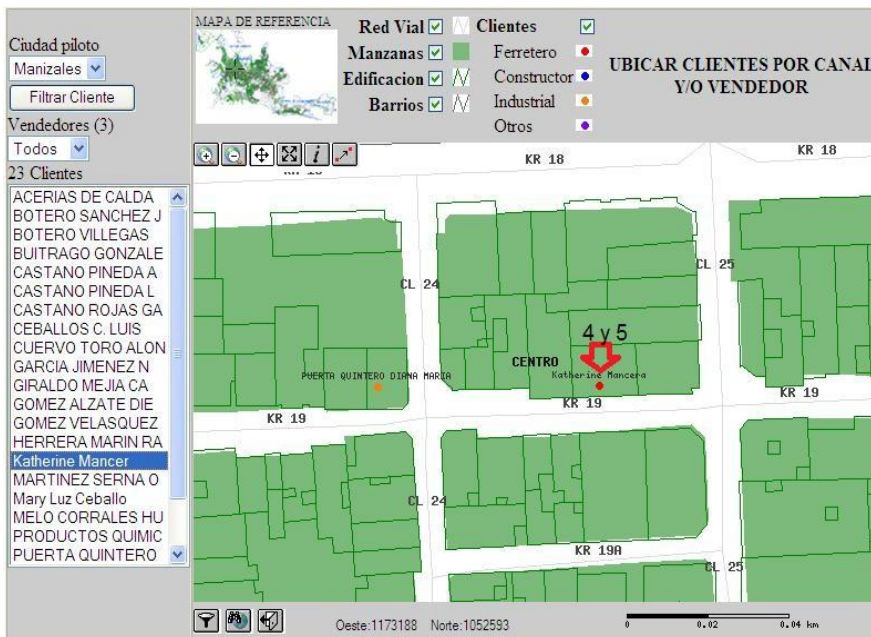 Ciudad piloto
Manizales
Filtrar Cliente
Vendedores (3)
Todos
23 Clientes
ACERIAS DE CALDA
BOTERO SANCHEZ J
BOTERO VILLEGAS
BUITRAGO GONZALE
CASTANO PINEDA A
CASTANO PINEDA L
CASTANO ROJAS GA
CEBALLOS C. LUIS
CUERVO TORO ALON
GARCIA JIMENEZ N
GIRALDO MEJIA CA
GOMEZ ALZATE DIE
GOMEZ VELASQUEZ
HERRERA MARIN RA
Katherine Mancer
MARTINEZ SERNA O
Mary Luz Ceballo
MELO CORRALES HU
PRODUCTOS QUIMIC
PUERTA QUINTERO
MAPA DE REFERENCIA
Red Vial
Manzanas
Edificacion
Barrios
Clientes
Ferretero
Constructor
Industrial
Otros
UBICAR CLIENTES POR CANAL
Y/O VENDEDOR
KR 18
KR 18
CL 24
CL 25
4 y 5
CENTRO
PUERTA QUINTERO DIANA MARIA
Katherine Mancera
KR 19
KR 19
KR 19
CL 24
KR 19A
CL 25
Oeste:1173188 Norte:1052593
0 0.02 0.04 km